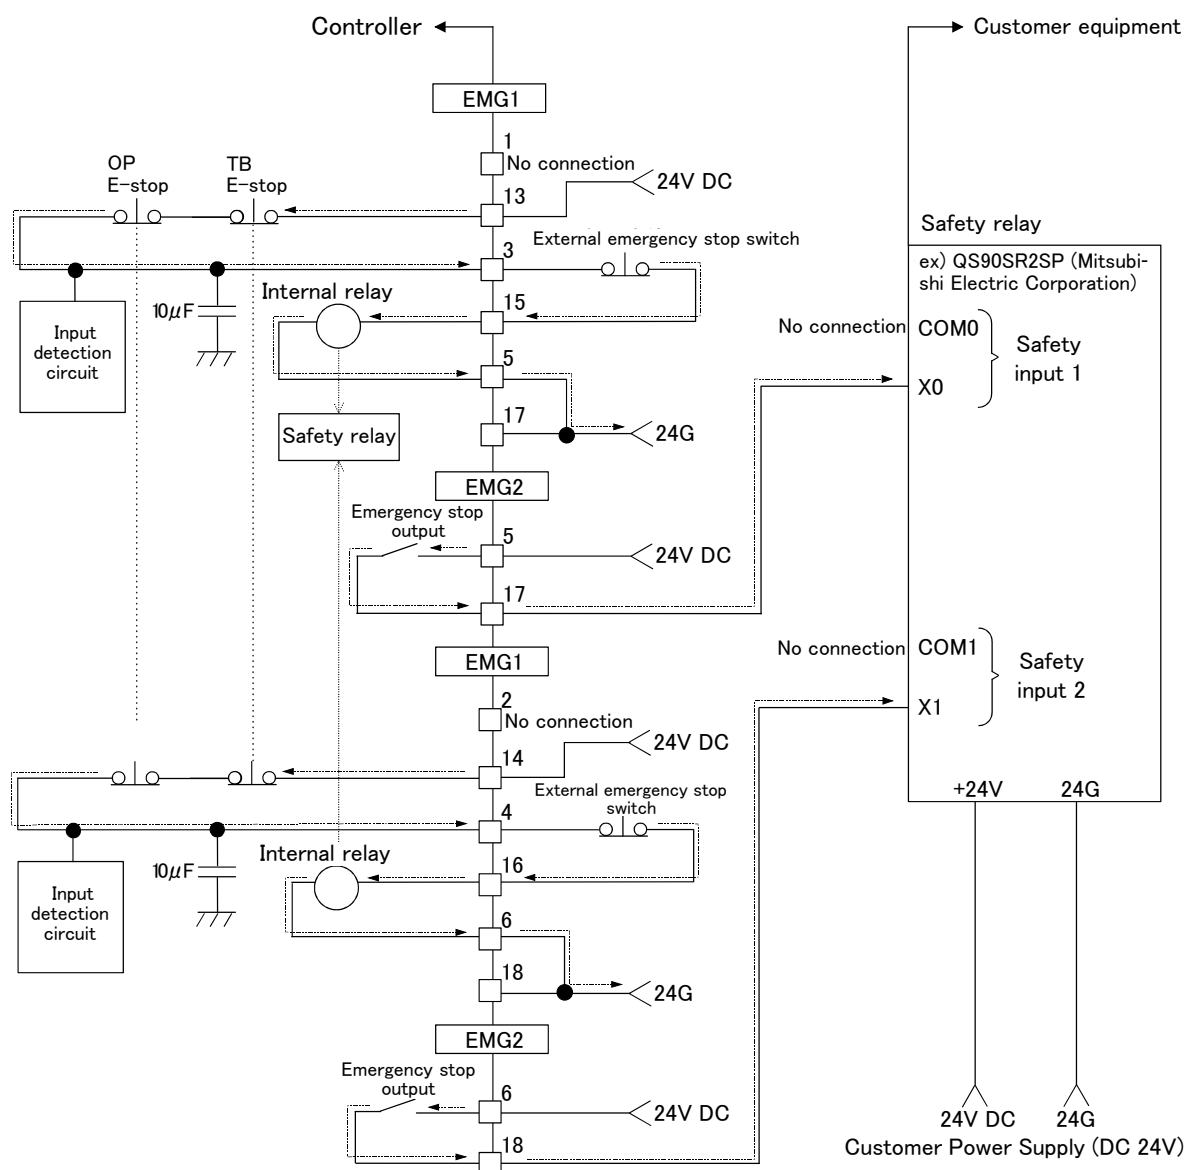 Controller
Customer equipment
EMG1
1
No connection
OP
E-stop
TB
E-stop
13
24V DC
3
External emergency stop switch
Safety relay
ex) QS90SR2SP (Mitsubi-
shi Electric Corporation)
10μF
Internal relay
15
Input
detection
circuit
No connection
COM0
Safety
input 1
5
X0
17
Safety relay
24G
EMG2
Emergency stop
output
5
24V DC
17
No connection
COM1
Safety
input 2
EMG1
2
No connection
X1
14
24V DC
4
External emergency stop
switch
+24V
24G
Internal relay
10μF
16
Input
detection
circuit
6
18
24G
EMG2
Emergency stop
output
6
24V DC
18
24V DC
24G
Customer Power Supply (DC 24V)